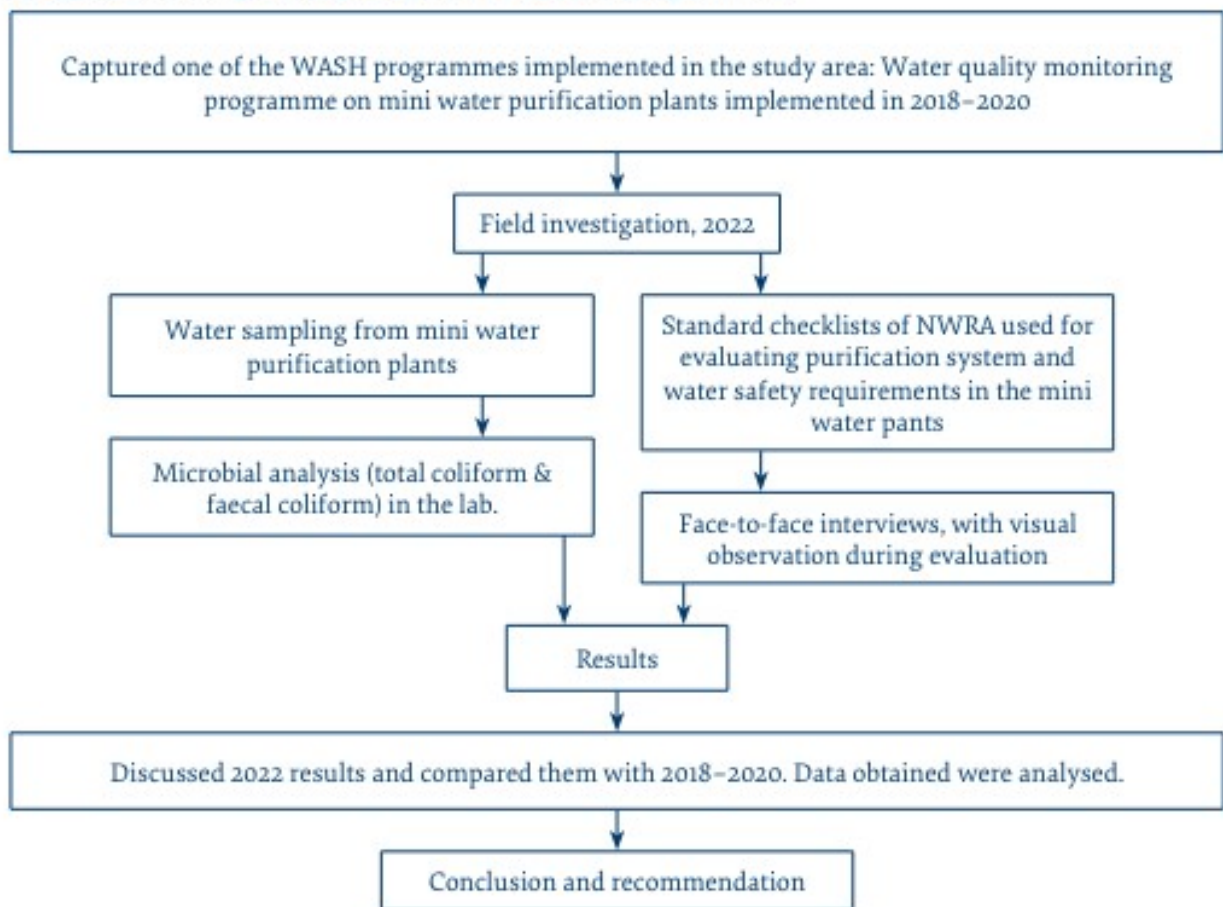 Captured one of the WASH programmes implemented in the study area: Water quality monitoring
programme on mini water purification plants implemented in 2018–2020
Field investigation, 2022
Water sampling from mini water
purification plants
Standard checklists of NWRA used for
evaluating purification system and
water safety requirements in the mini
water pants
Microbial analysis (total coliform &
faecal coliform) in the lab.
Face-to-face interviews, with visual
observation during evaluation
Results
Discussed 2022 results and compared them with 2018–2020. Data obtained were analysed.
Conclusion and recommendation